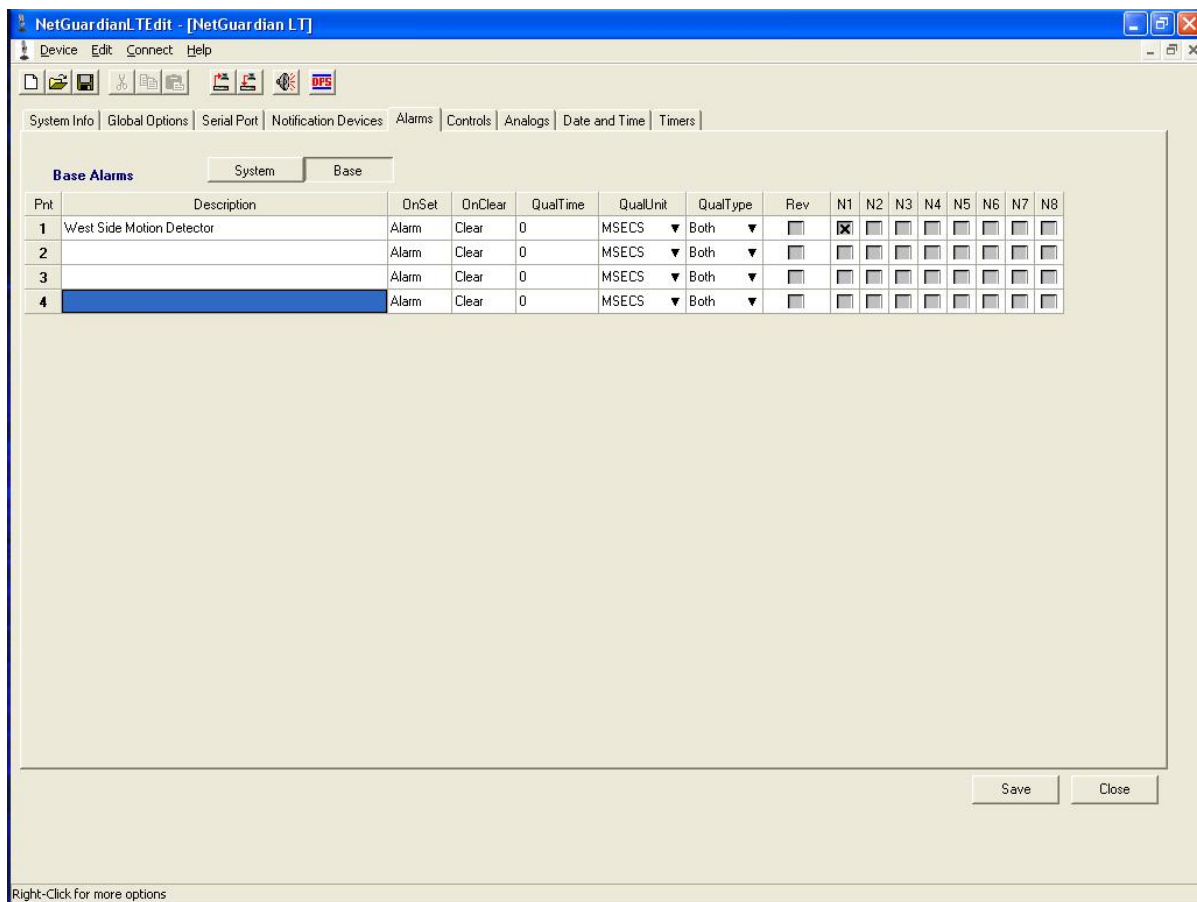 NetGuardianLTEdit - [NetGuardian LT]
Device Edit Connect Help
DPS
System Info Global Options Serial Port Notification Devices Alarms Controls Analogs Date and Time Timers
Base Alarms System Base
Pnt Description OnSet OnClear QualTime QualUnit QualType Rev N1 N2 N3 N4 N5 N6 N7 N8
1 West Side Motion Detector Alarm Clear 0 MSECS Both
2 Alarm Clear 0 MSECS Both
3 Alarm Clear 0 MSECS Both
4 Alarm Clear 0 MSECS Both
Save Close
Right-Click for more options